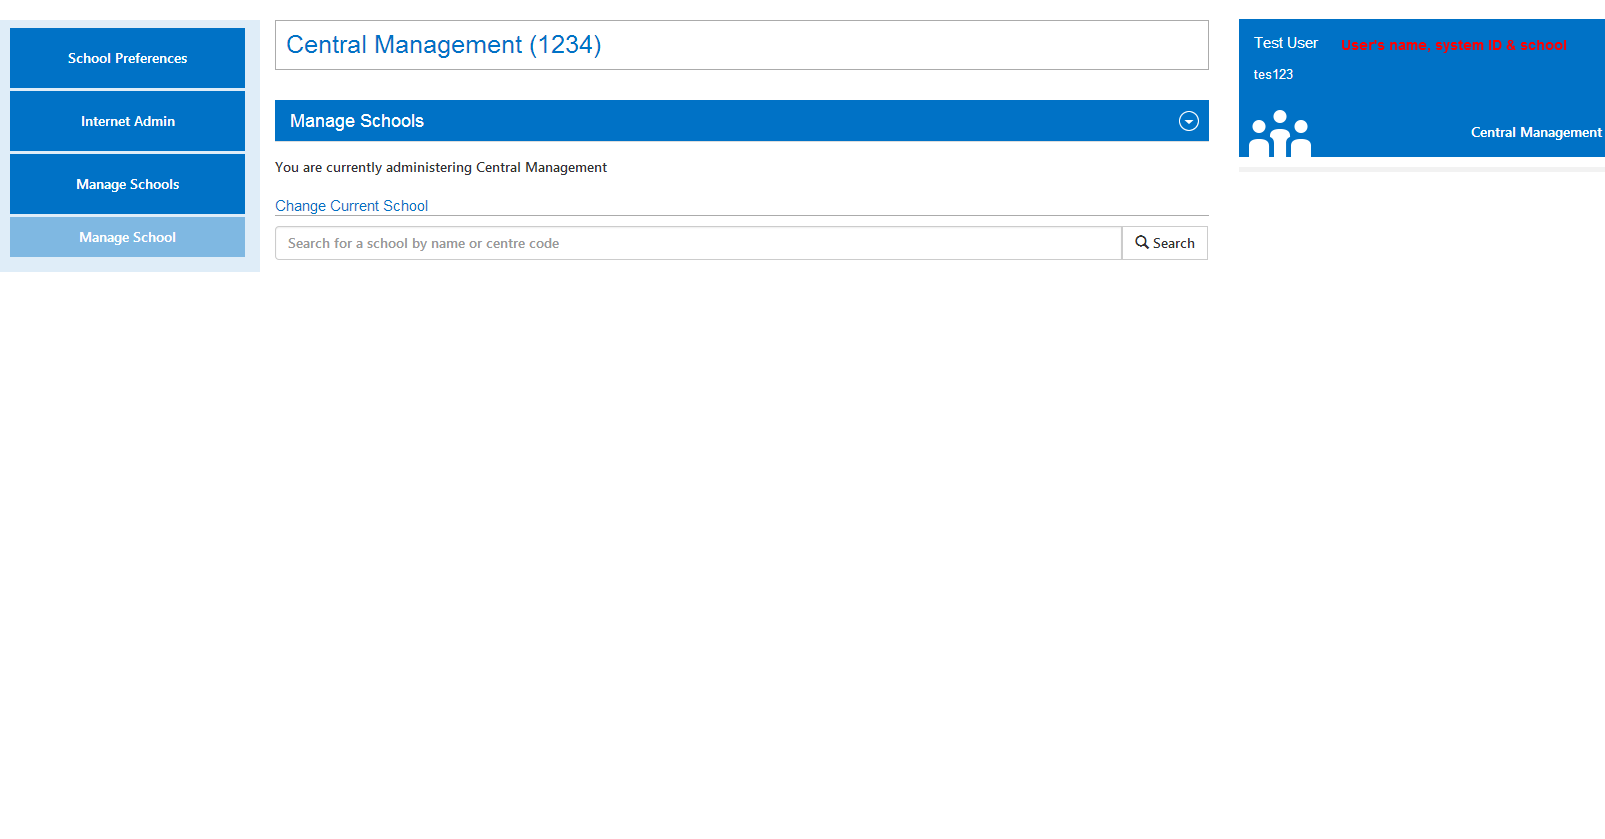 School Preferences
Internet Admin
Manage Schools
Manage School
Central Management (1234)
Manage Schools
You are currently administering Central Management
Change Current School
Search for a school by name or centre code
Search
Test User
User's name, system ID & school
tes123
Central Management